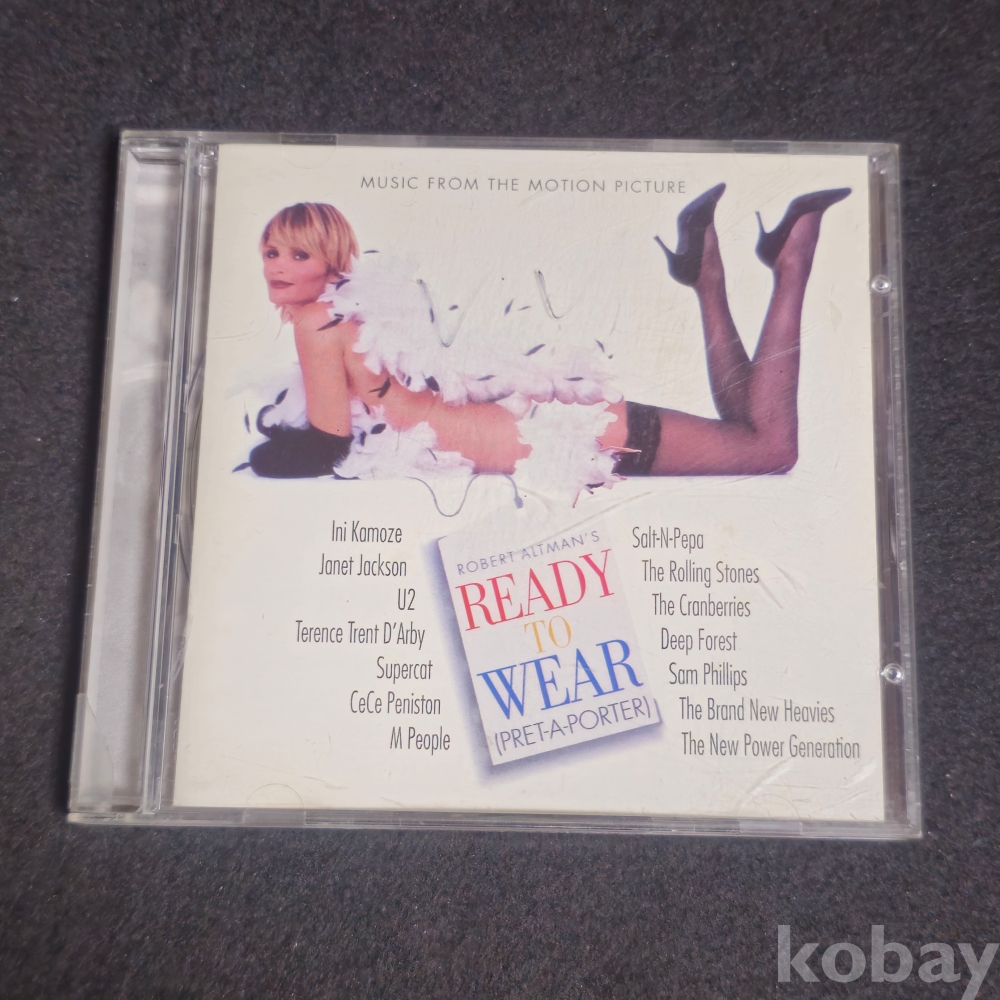 MUSIC FROM THE MOTION PICTURE
Ini Kamoze
Janet Jackson
U2
Terence Trent D'Arby
Supercat
CeCe Peniston
M People
ROBERT ALTMAN'S
READY
TO
WEAR
(PRET-A-PORTER)
Salt-N-Pepa
The Rolling Stones
The Cranberries
Deep Forest
Sam Phillips
The Brand New Heavies
The New Power Generation
kobay